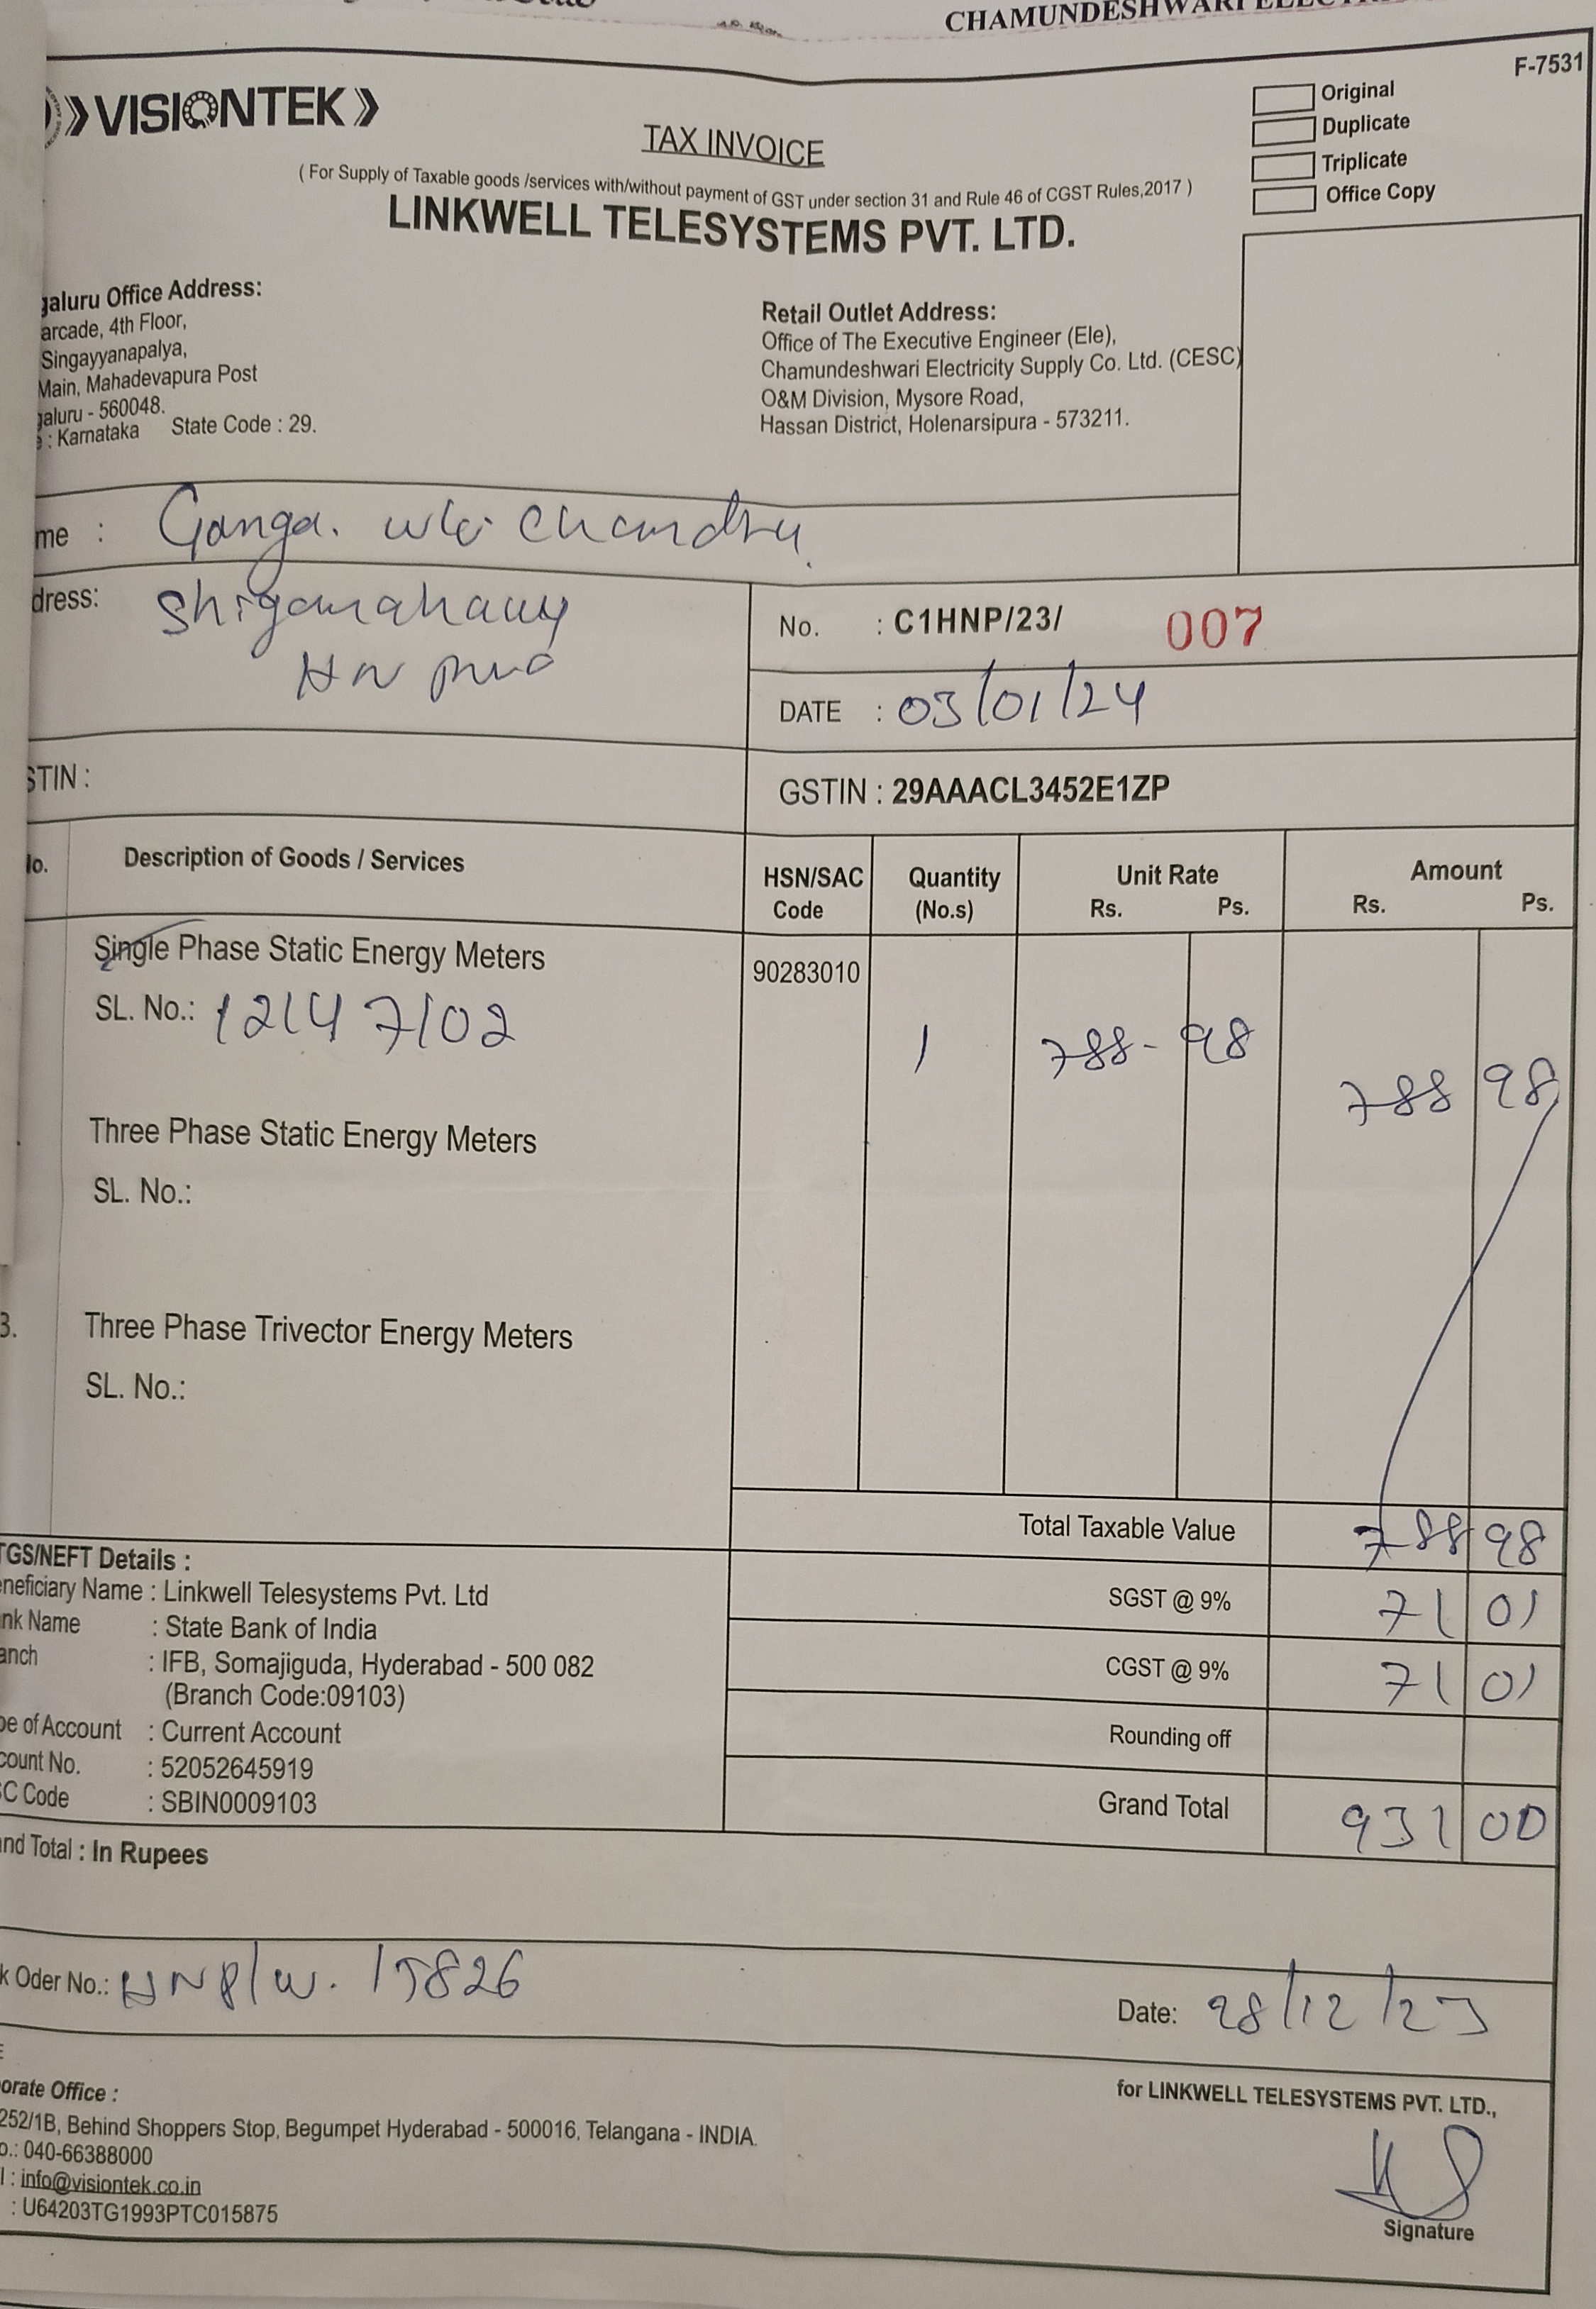 CHAMUNDESHWARI
F-7531
VISIONTEK
TAX INVOICE
Original
Duplicate
Triplicate
Office Copy
( For Supply of Taxable goods /services with/without payment of GST under section 31 and Rule 46 of CGST Rules,2017 )
LINKWELL TELESYSTEMS PVT. LTD.
galuru Office Address:
arcade, 4th Floor,
Singayyanapalya,
Main, Mahadevapura Post
galuru - 560048.
: Karnataka State Code : 29.
Retail Outlet Address:
Office of The Executive Engineer (Ele),
Chamundeshwari Electricity Supply Co. Ltd. (CESC)
O&M Division, Mysore Road,
Hassan District, Holenarsipura - 573211.
me : Ganga. w/o Chandru.
dress:
No. : C1HNP/23/ 007
DATE : 03/01/24
STIN :
GSTIN : 29AAACL3452E1ZP
lo. Description of Goods / Services HSN/SAC Code Quantity (No.s) Unit Rate Rs. Ps. Amount Rs. Ps.
Single Phase Static Energy Meters 90283010
SL. No.: 12147102 1 788-98 788 98
Three Phase Static Energy Meters
SL. No.:
3. Three Phase Trivector Energy Meters
SL. No.:
Total Taxable Value 788 98
SGST @ 9% 71 01
CGST @ 9% 71 01
Rounding off
Grand Total 931 00
TGS/NEFT Details :
neficiary Name : Linkwell Telesystems Pvt. Ltd
nk Name : State Bank of India
anch : IFB, Somajiguda, Hyderabad - 500 082
(Branch Code:09103)
pe of Account : Current Account
count No. : 52052645919
SC Code : SBIN0009103
nd Total : In Rupees
k Oder No.: HNP/W. 15826
Date: 28/12/23
orate Office :
252/1B, Behind Shoppers Stop, Begumpet Hyderabad - 500016, Telangana - INDIA.
o.: 040-66388000
l : info@visiontek.co.in
: U64203TG1993PTC015875
for LINKWELL TELESYSTEMS PVT. LTD.,
Signature